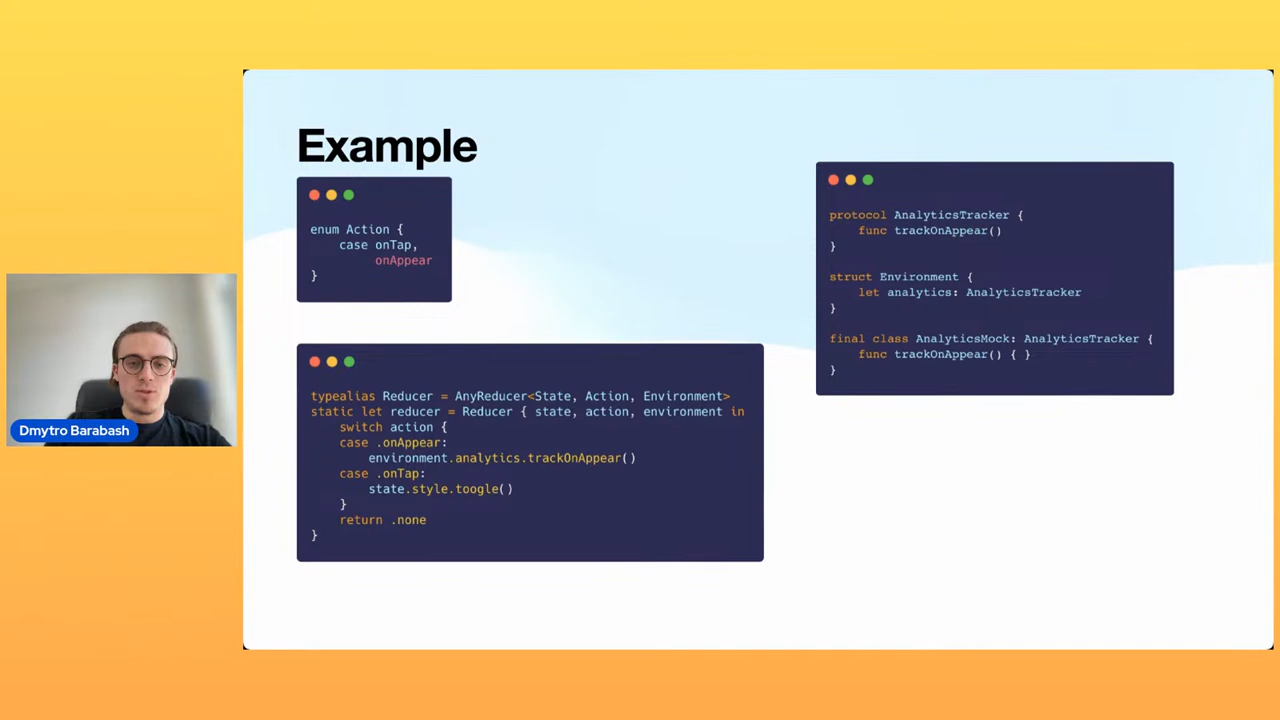 Example
enum Action {
    case onTap,
         onAppear
}
typealias Reducer = AnyReducer<State, Action, Environment>
static let reducer = Reducer { state, action, environment in
    switch action {
    case .onAppear:
        environment.analytics.trackOnAppear()
    case .onTap:
        state.style.toogle()
    }
    return .none
}
protocol AnalyticsTracker {
    func trackOnAppear()
}
struct Environment {
    let analytics: AnalyticsTracker
}
final class AnalyticsMock: AnalyticsTracker {
    func trackOnAppear() { }
}
Dmytro Barabash